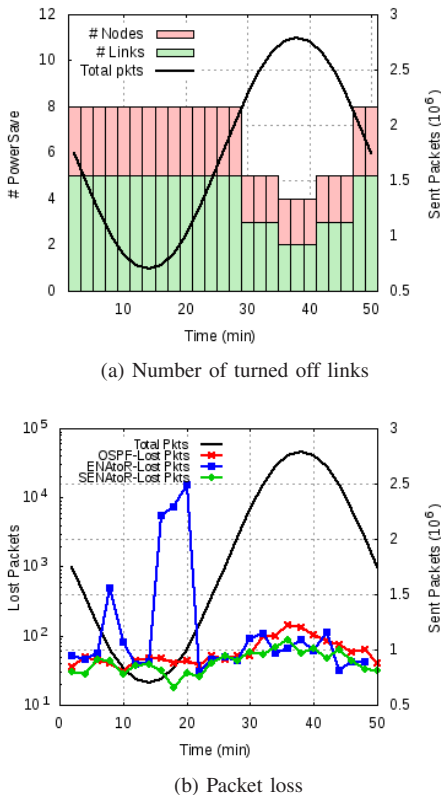 12
10
8
6
4
2
0
# PowerSave
# Nodes
# Links
Total pkts
3
2.5
2
1.5
1
0.5
Sent Packets (10^6)
10 20 30 40 50
Time (min)
(a) Number of turned off links
10^5
10^4
10^3
10^2
10^1
Lost Packets
Total Pkts
OSPF-Lost Pkts
ENAtoR-Lost Pkts
SENAtoR-Lost Pkts
3
2.5
2
1.5
1
0.5
Sent Packets (10^6)
0 10 20 30 40 50
Time (min)
(b) Packet loss